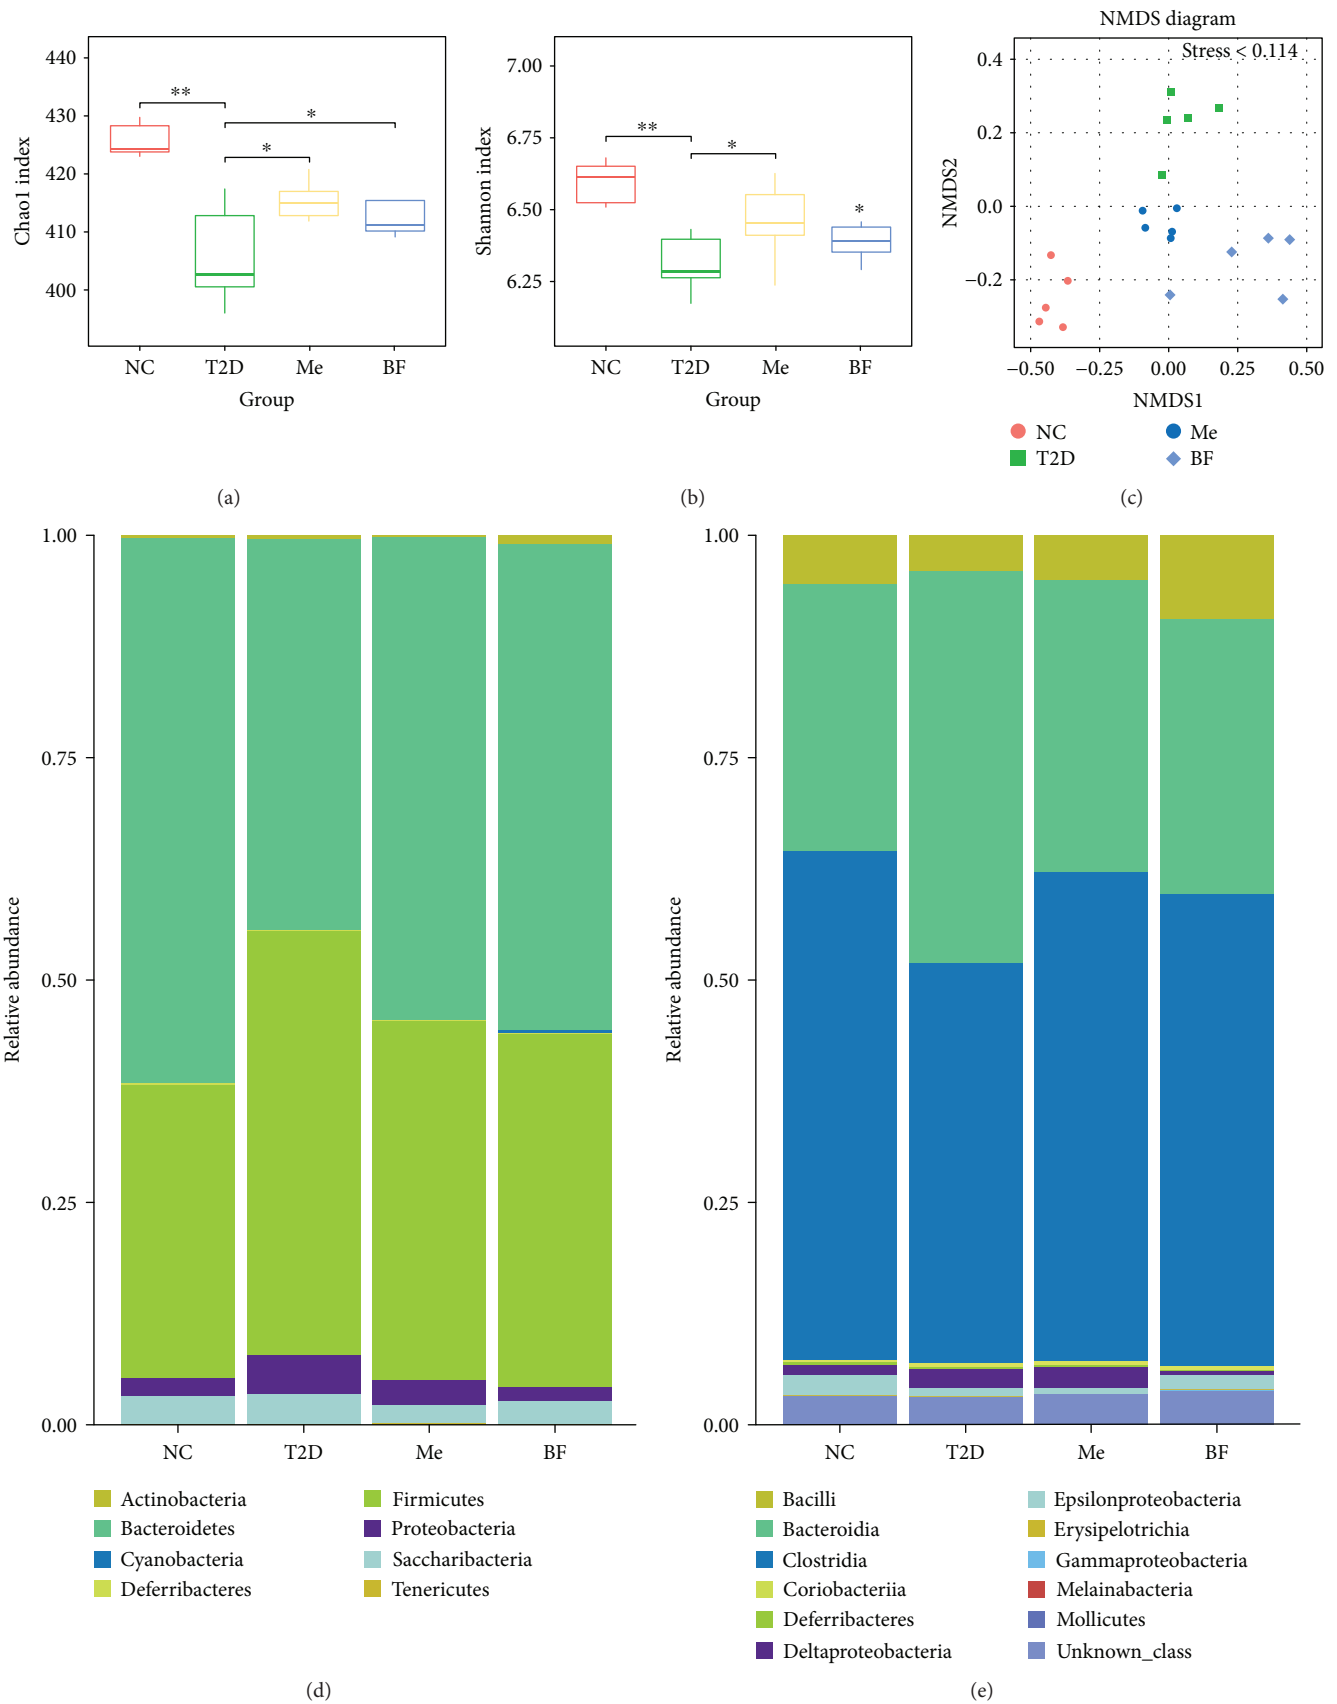 440
430
420
410
400
Chao1 index
**
*
*
NC T2D Me BF
Group
(a)
7.00
6.75
6.50
6.25
Shannon index
**
*
*
NC T2D Me BF
Group
(b)
NMDS diagram
Stress < 0.114
0.4
0.2
0.0
−0.2
NMDS2
−0.50 −0.25 0.00 0.25 0.50
NMDS1
NC Me
T2D BF
(c)
1.00
0.75
0.50
0.25
0.00
Relative abundance
NC T2D Me BF
Actinobacteria Firmicutes
Bacteroidetes Proteobacteria
Cyanobacteria Saccharibacteria
Deferribacteres Tenericutes
(d)
1.00
0.75
0.50
0.25
0.00
Relative abundance
NC T2D Me BF
Bacilli Epsilonproteobacteria
Bacteroidia Erysipelotrichia
Clostridia Gammaproteobacteria
Coriobacteriia Melainabacteria
Deferribacteres Mollicutes
Deltaproteobacteria Unknown_class
(e)